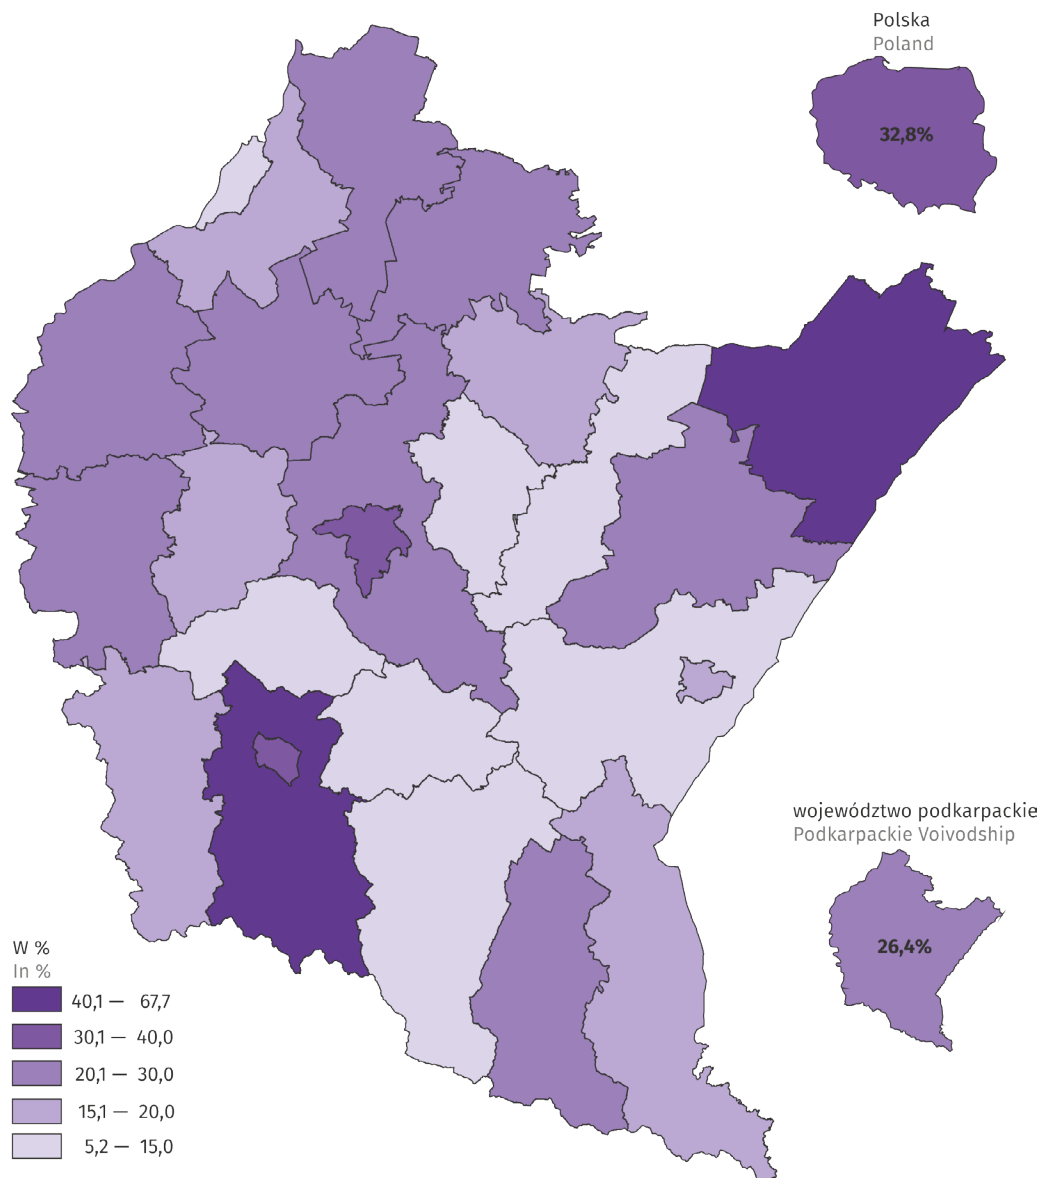 Polska
Poland
32,8%
województwo podkarpackie
Podkarpackie Voivodship
26,4%
W %
In %
40,1 — 67,7
30,1 — 40,0
20,1 — 30,0
15,1 — 20,0
5,2 — 15,0